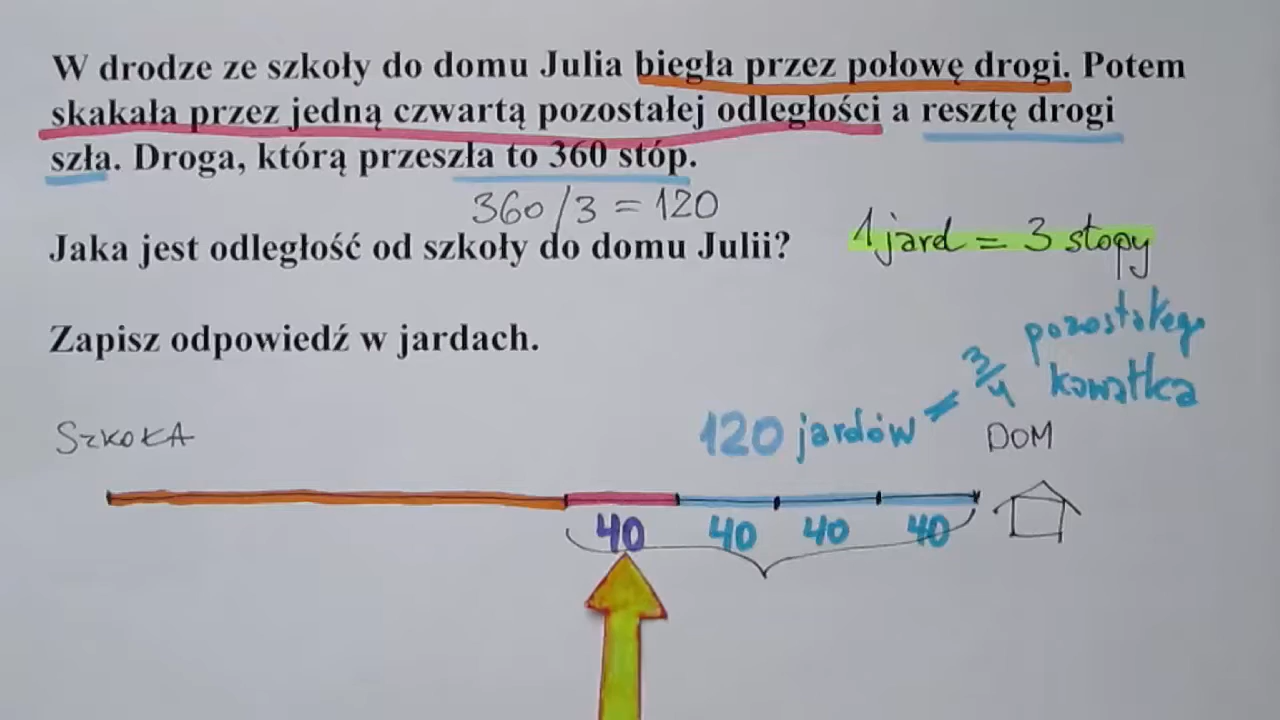 W drodze ze szkoły do domu Julia biegła przez połowę drogi. Potem
skakała przez jedną czwartą pozostałej odległości a resztę drogi
szła. Droga, którą przeszła to 360 stóp.
360/3 = 120
Jaka jest odległość od szkoły do domu Julii?
1 jard = 3 stopy
Zapisz odpowiedź w jardach.
120 jardów = 3/4 pozostałego
kawałka
SZKOŁA
DOM
40 40 40 40